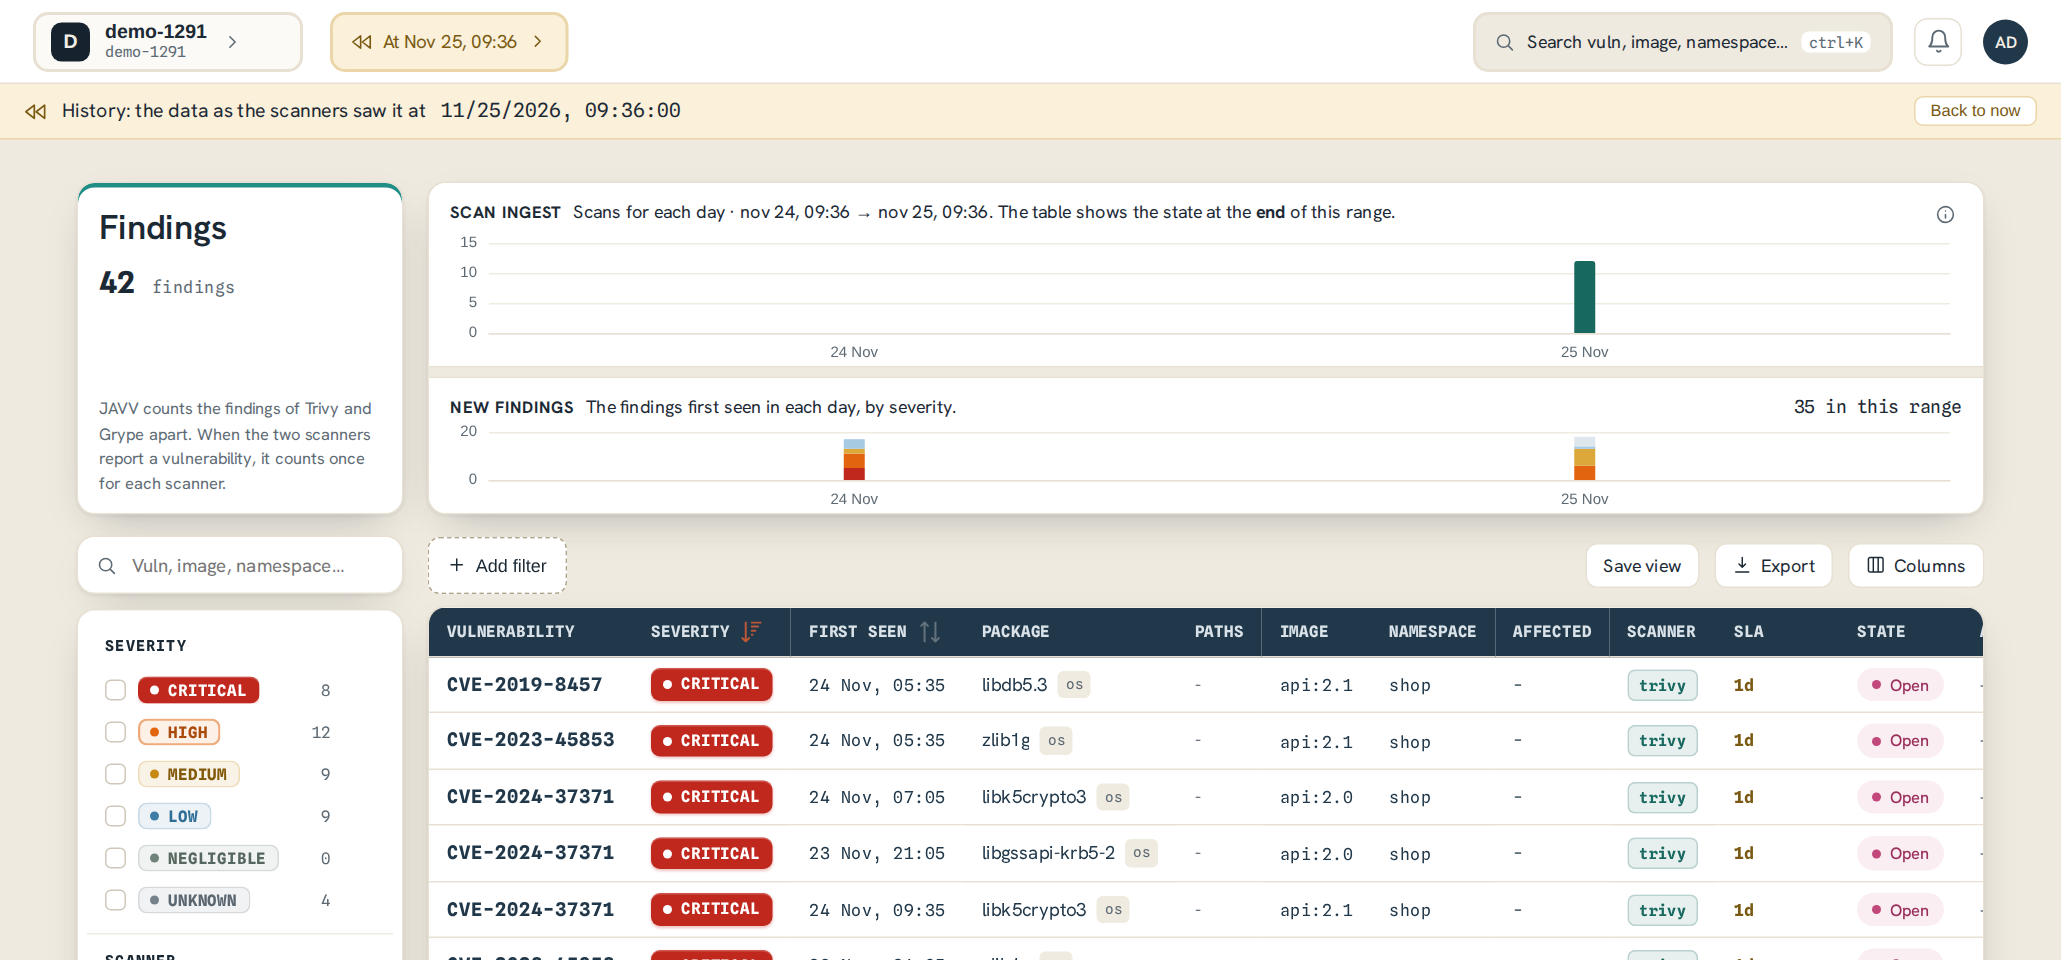 D
demo-1291
demo-1291
At Nov 25, 09:36
Search vuln, image, namespace...
ctrl+K
AD
History: the data as the scanners saw it at 11/25/2026, 09:36:00
Back to now
Findings
42 findings
JAVV counts the findings of Trivy and
Grype apart. When the two scanners
report a vulnerability, it counts once
for each scanner.
SCAN INGEST Scans for each day · nov 24, 09:36 → nov 25, 09:36. The table shows the state at the end of this range.
15
10
5
0
24 Nov 25 Nov
NEW FINDINGS The findings first seen in each day, by severity. 35 in this range
20
0
24 Nov 25 Nov
Vuln, image, namespace...
+ Add filter
Save view
Export
Columns
SEVERITY
CRITICAL 8
HIGH 12
MEDIUM 9
LOW 9
NEGLIGIBLE 0
UNKNOWN 4
VULNERABILITY SEVERITY FIRST SEEN PACKAGE PATHS IMAGE NAMESPACE AFFECTED SCANNER SLA STATE
CVE-2019-8457 CRITICAL 24 Nov, 05:35 libdb5.3 os - api:2.1 shop - trivy 1d Open
CVE-2023-45853 CRITICAL 24 Nov, 05:35 zlib1g os - api:2.1 shop - trivy 1d Open
CVE-2024-37371 CRITICAL 24 Nov, 07:05 libk5crypto3 os - api:2.0 shop - trivy 1d Open
CVE-2024-37371 CRITICAL 23 Nov, 21:05 libgssapi-krb5-2 os - api:2.0 shop - trivy 1d Open
CVE-2024-37371 CRITICAL 24 Nov, 09:35 libk5crypto3 os - api:2.1 shop - trivy 1d Open